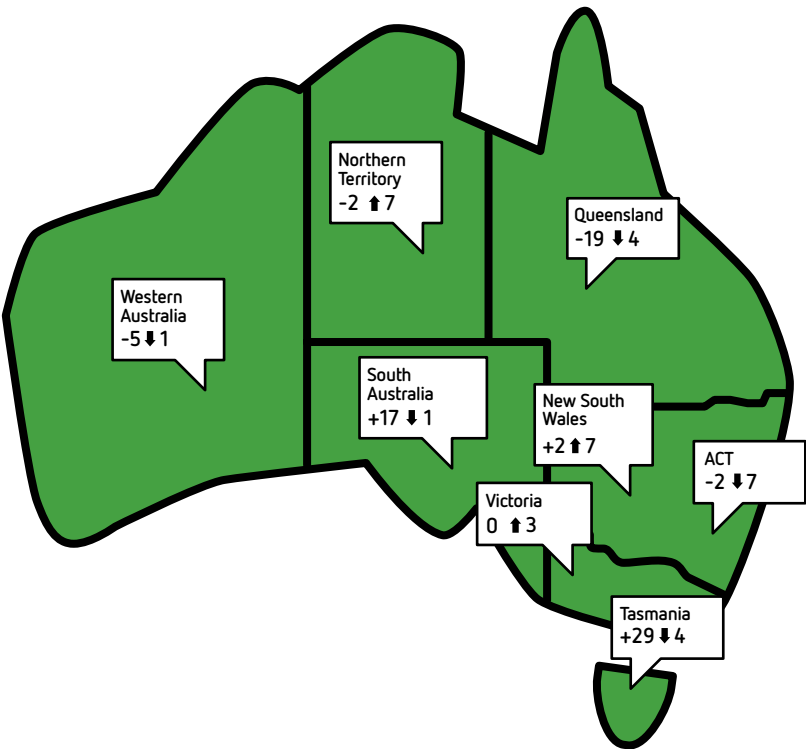 Northern
Territory
-2 ⬆ 7
Queensland
-19 ⬇ 4
Western
Australia
-5 ⬇ 1
South
Australia
+17 ⬇ 1
New South
Wales
+2 ⬆ 7
ACT
-2 ⬇ 7
Victoria
0 ⬆ 3
Tasmania
+29 ⬇ 4